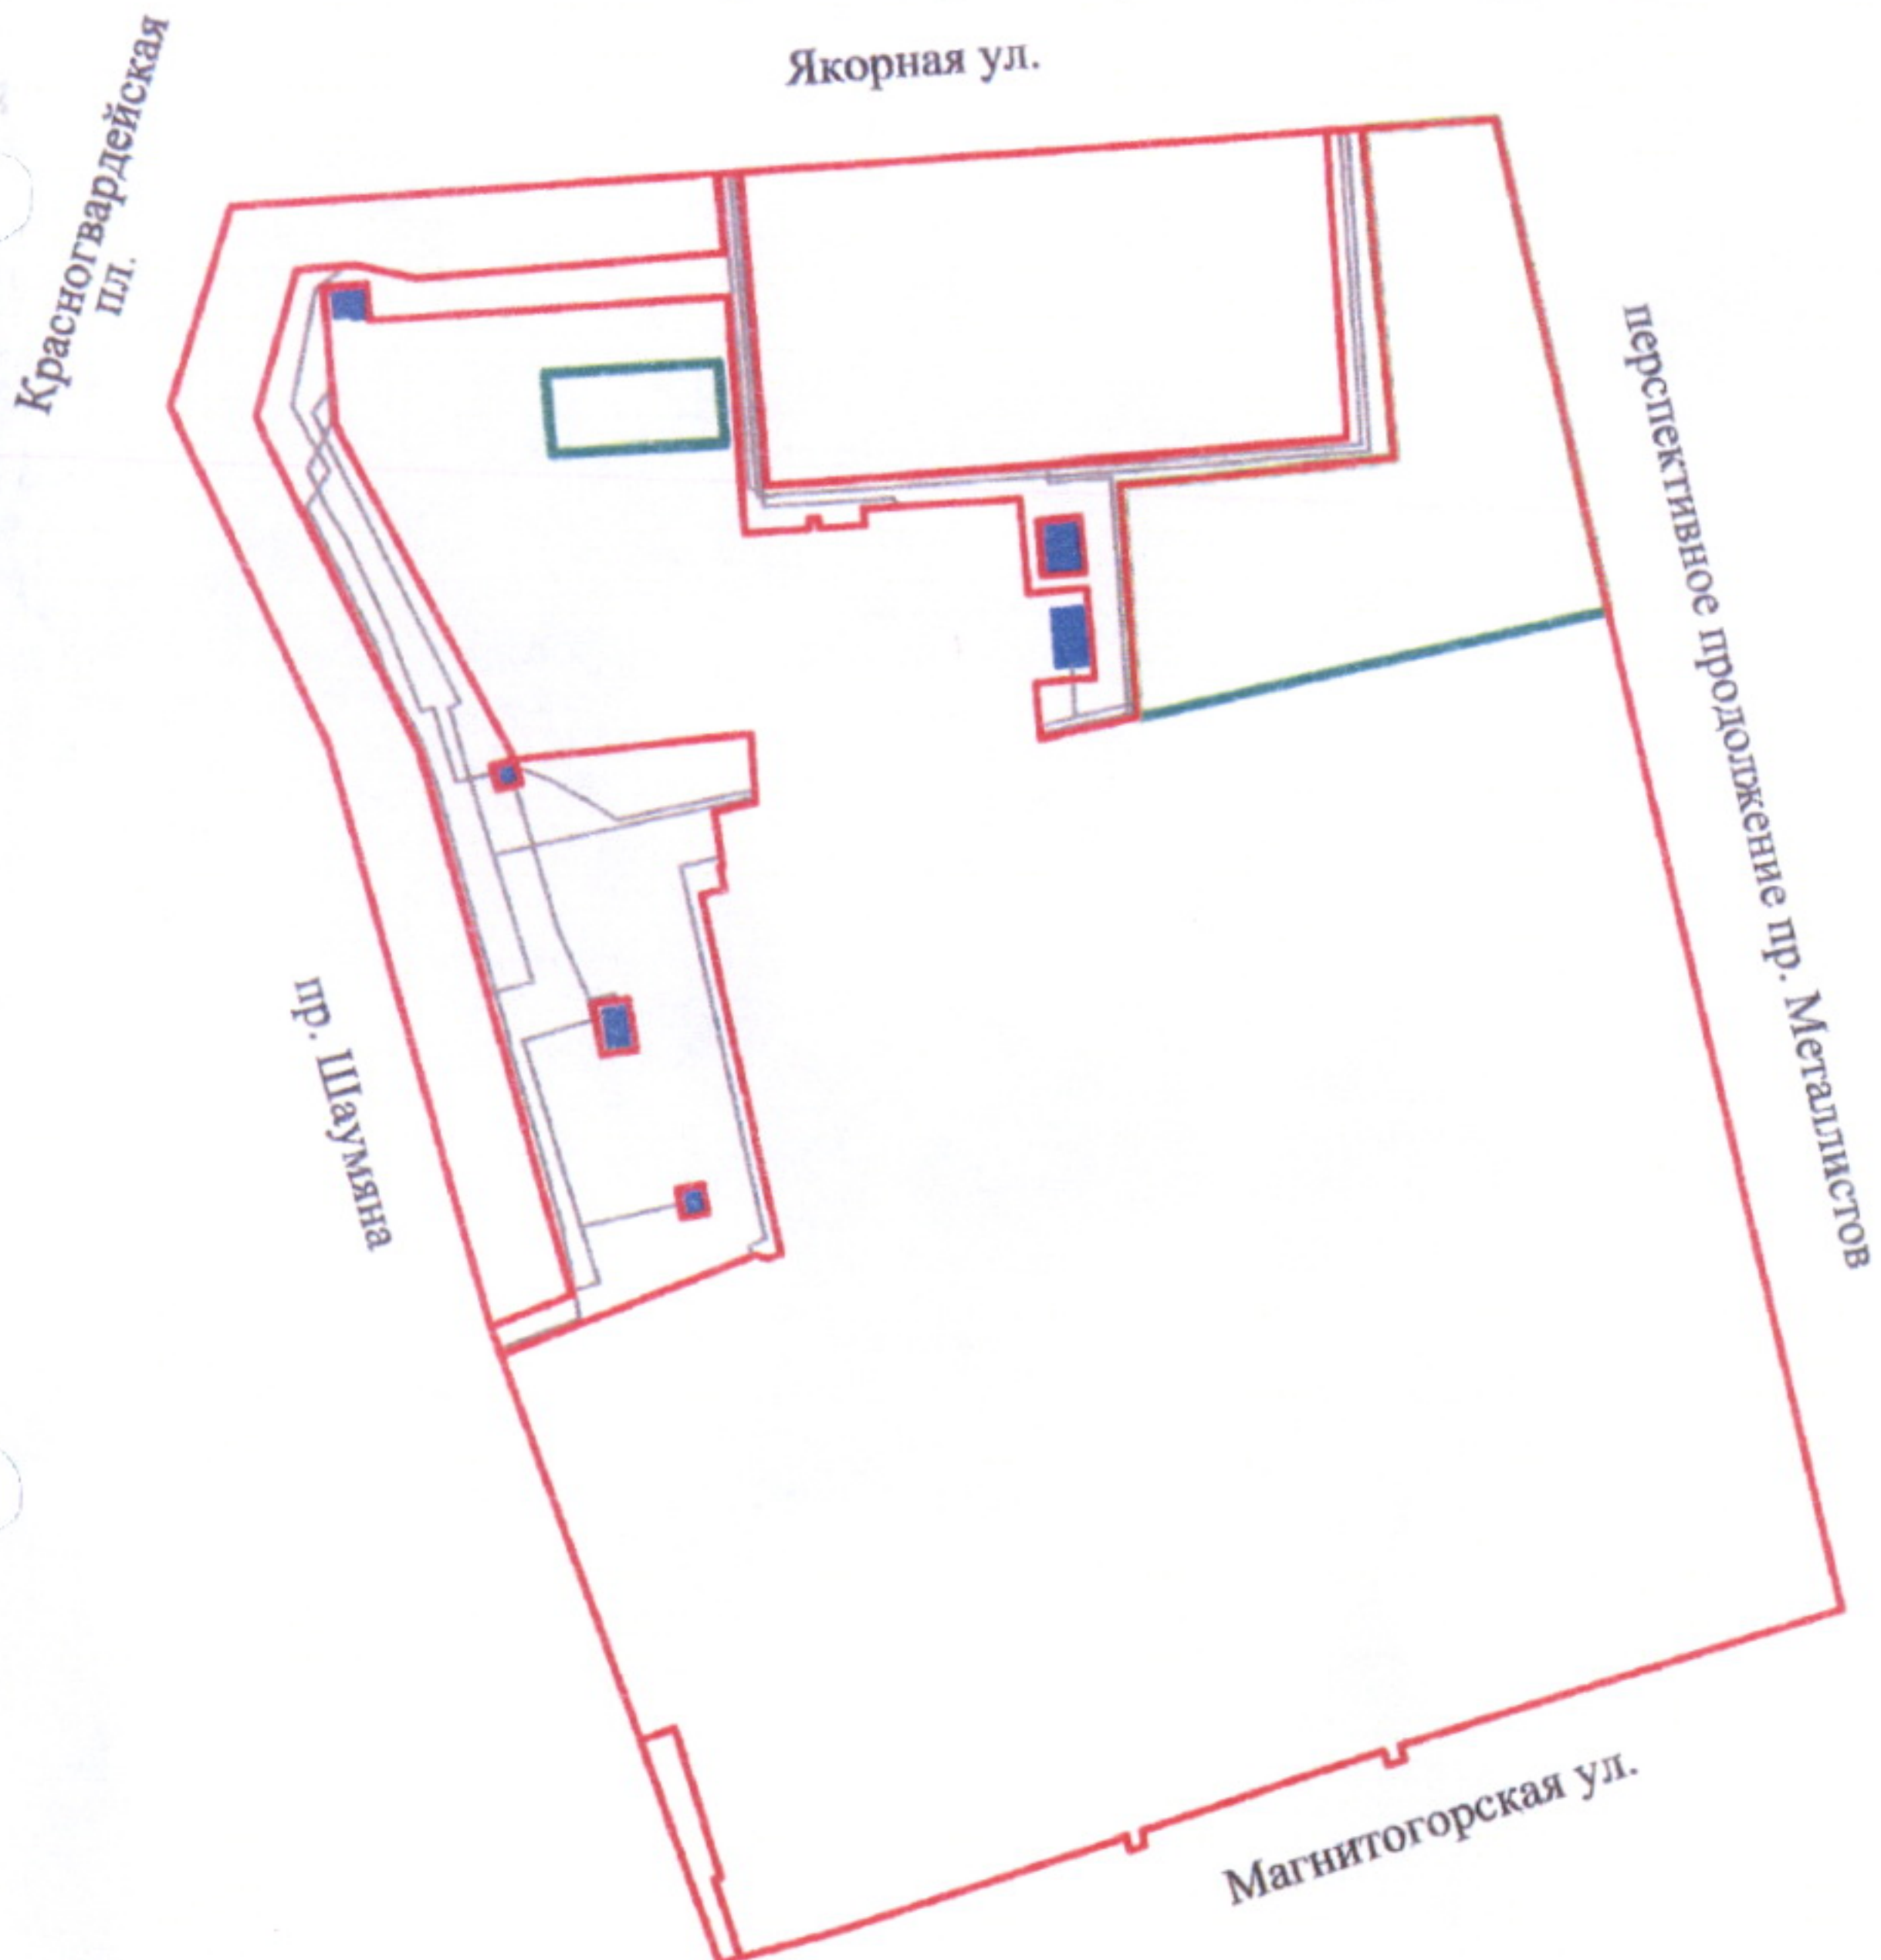 Якорная ул.
Красногвардейская
пл.
перспективное продолжение пр. Металлистов
пр. Шаумяна
Магнитогорская ул.